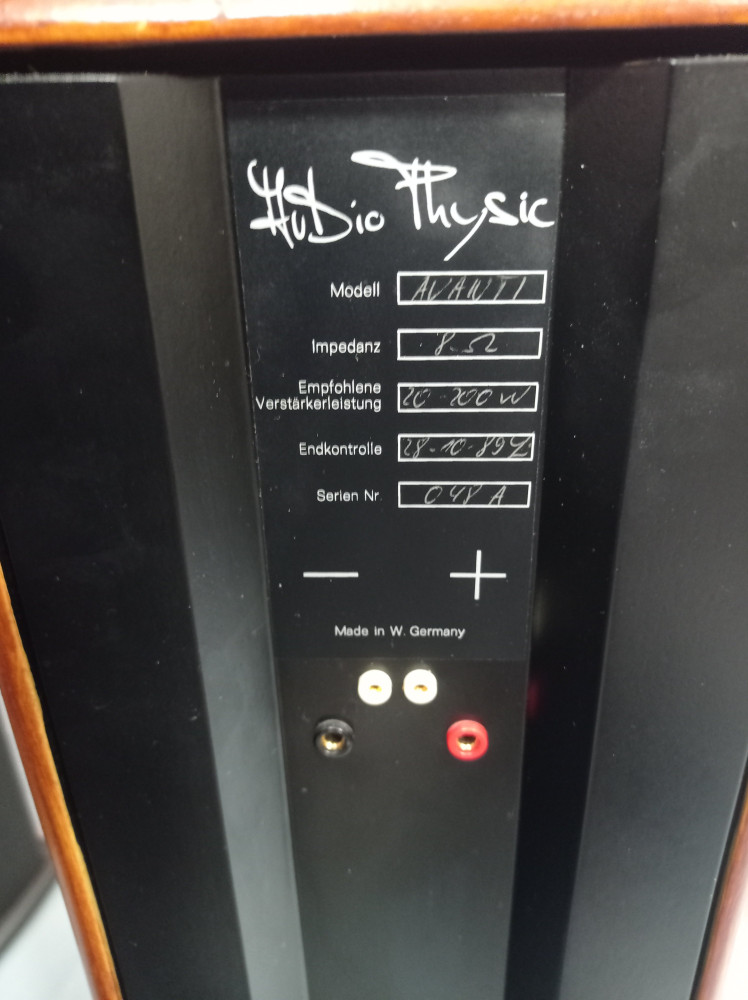 Audio Physic
Modell AVANTI
Impedanz 8 Ω
Empfohlene
Verstärkerleistung 20-200 W
Endkontrolle 28-10-89
Serien Nr. 048 A
— +
Made in W. Germany